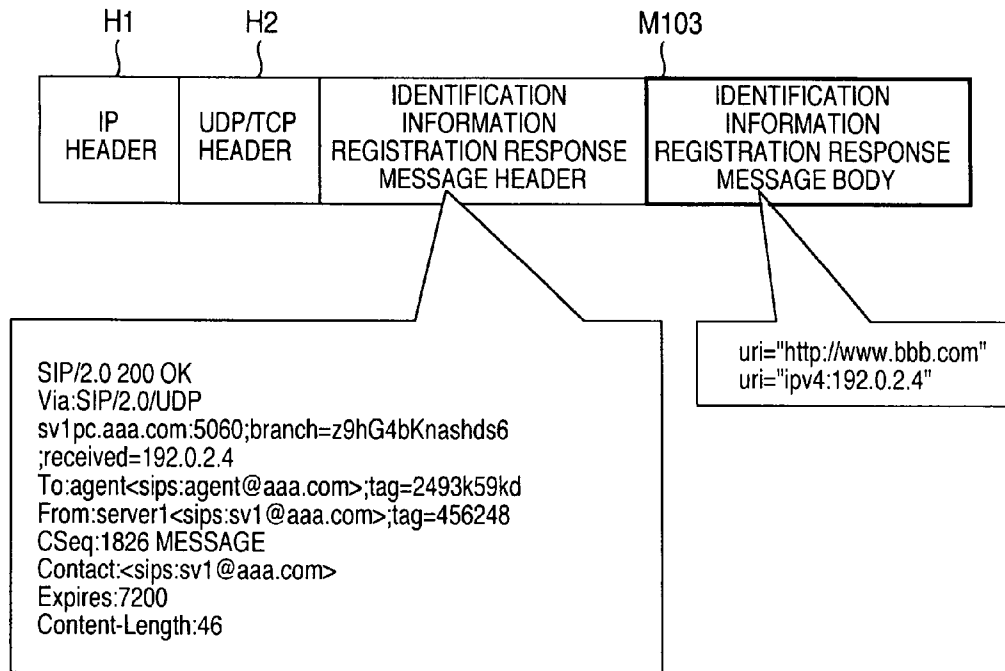 H1
H2
M103
IP
HEADER
UDP/TCP
HEADER
IDENTIFICATION
INFORMATION
REGISTRATION RESPONSE
MESSAGE HEADER
IDENTIFICATION
INFORMATION
REGISTRATION RESPONSE
MESSAGE BODY
SIP/2.0 200 OK
Via:SIP/2.0/UDP
sv1pc.aaa.com:5060;branch=z9hG4bKnashds6
;received=192.0.2.4
To:agent<sips:agent@aaa.com>;tag=2493k59kd
From:server1<sips:sv1@aaa.com>;tag=456248
CSeq:1826 MESSAGE
Contact:<sips:sv1@aaa.com>
Expires:7200
Content-Length:46
uri="http://www.bbb.com"
uri="ipv4:192.0.2.4"